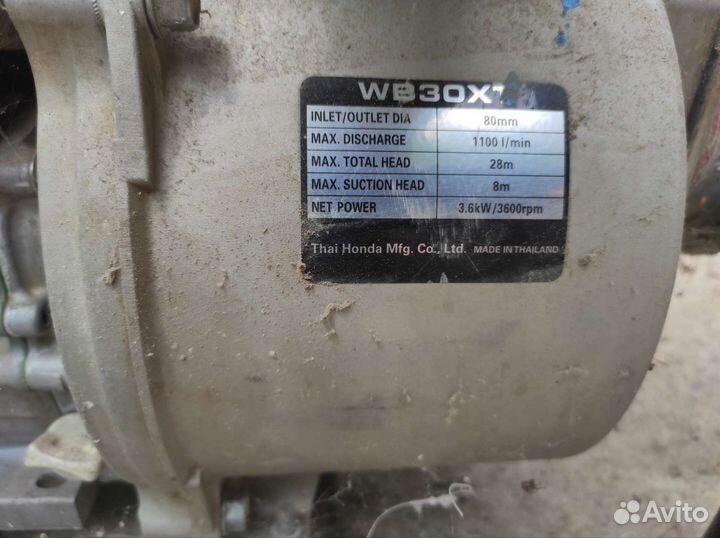 WB30XT
INLET/OUTLET DIA 80mm
MAX. DISCHARGE 1100 l/min
MAX. TOTAL HEAD 28m
MAX. SUCTION HEAD 8m
NET POWER 3.6kW/3600rpm
Thai Honda Mfg. Co., Ltd. MADE IN THAILAND
Avito